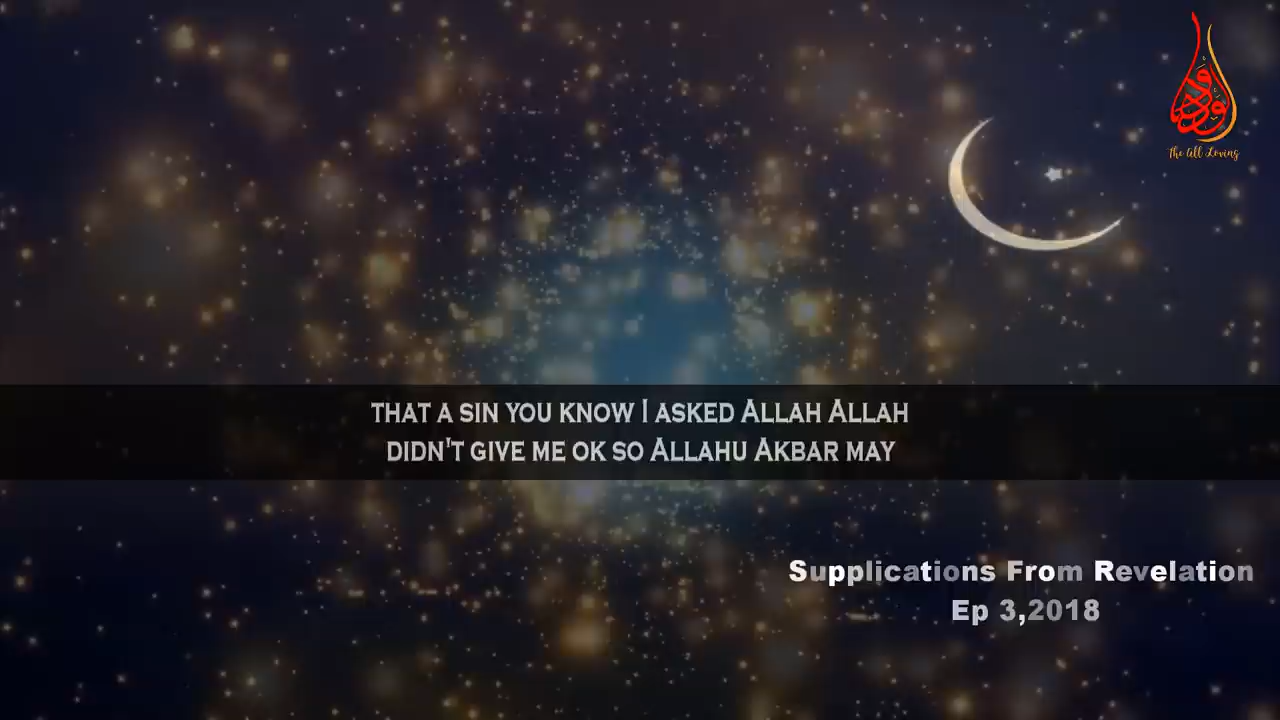 The All Loving
THAT A SIN YOU KNOW I ASKED ALLAH ALLAH
DIDN'T GIVE ME OK SO ALLAHU AKBAR MAY
Supplications From Revelation
Ep 3,2018